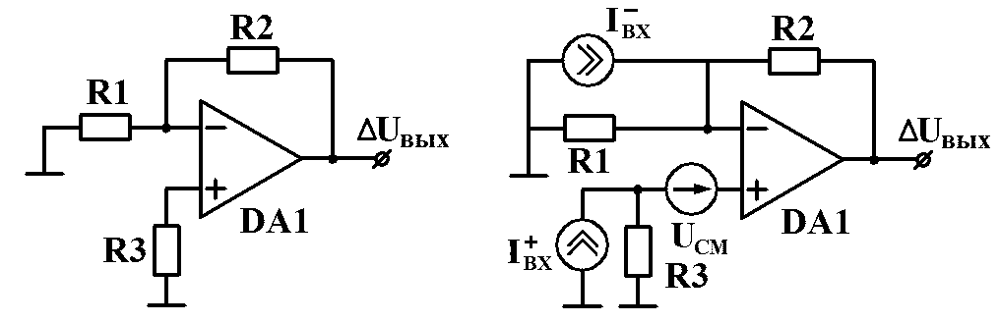 R2
R1
ΔUвых
DA1
R3
I⁻вх
R2
R1
ΔUвых
DA1
Uсм
I⁺вх
R3